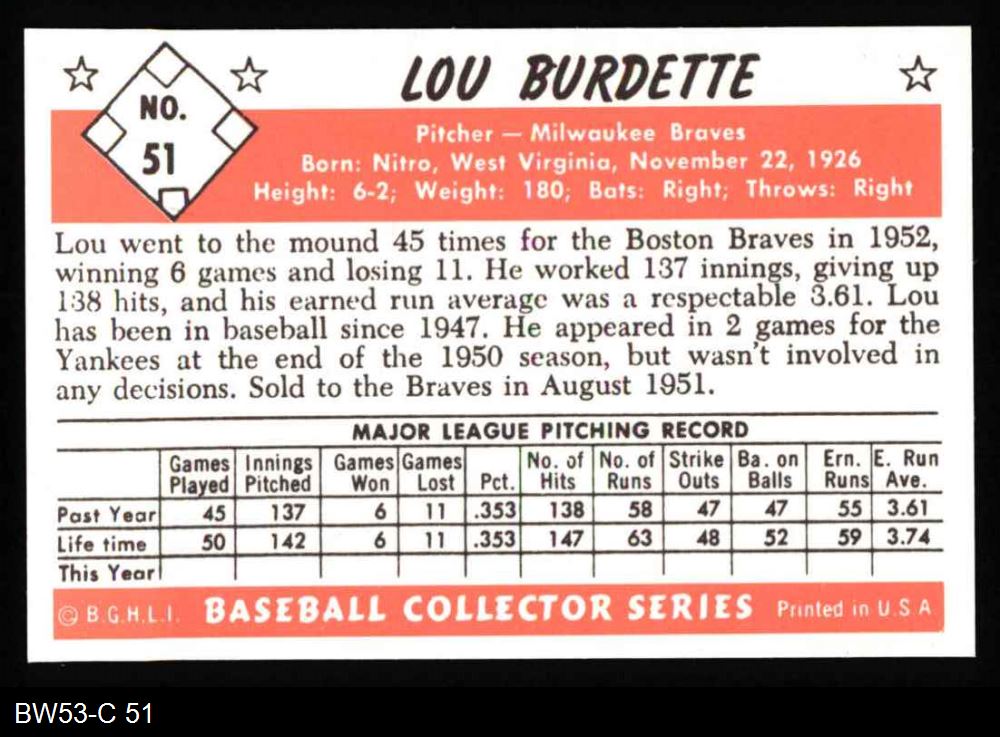 NO.
51
LOU BURDETTE
Pitcher — Milwaukee Braves
Born: Nitro, West Virginia, November 22, 1926
Height: 6-2; Weight: 180; Bats: Right; Throws: Right
Lou went to the mound 45 times for the Boston Braves in 1952,
winning 6 games and losing 11. He worked 137 innings, giving up
138 hits, and his earned run average was a respectable 3.61. Lou
has been in baseball since 1947. He appeared in 2 games for the
Yankees at the end of the 1950 season, but wasn't involved in
any decisions. Sold to the Braves in August 1951.
MAJOR LEAGUE PITCHING RECORD
Games Innings Games Games No. of No. of Strike Ba. on Ern. E. Run
Played Pitched Won Lost Pct. Hits Runs Outs Balls Runs Ave.
Past Year 45 137 6 11 .353 138 58 47 47 55 3.61
Life time 50 142 6 11 .353 147 63 48 52 59 3.74
This Year
© B.G.H.L.I. BASEBALL COLLECTOR SERIES Printed in U.S.A
BW53-C 51